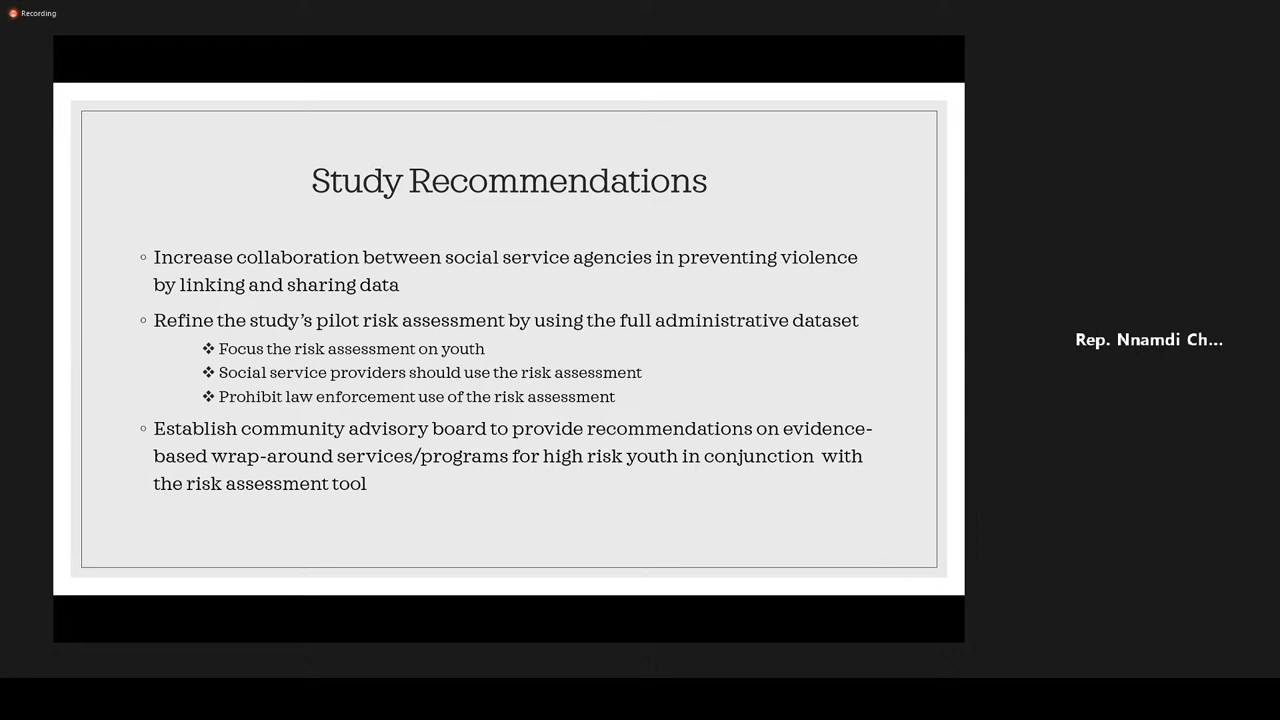 Recording
Study Recommendations
◦ Increase collaboration between social service agencies in preventing violence
by linking and sharing data
◦ Refine the study’s pilot risk assessment by using the full administrative dataset
❖ Focus the risk assessment on youth
❖ Social service providers should use the risk assessment
❖ Prohibit law enforcement use of the risk assessment
◦ Establish community advisory board to provide recommendations on evidence-
based wrap-around services/programs for high risk youth in conjunction with
the risk assessment tool
Rep. Nnamdi Ch...